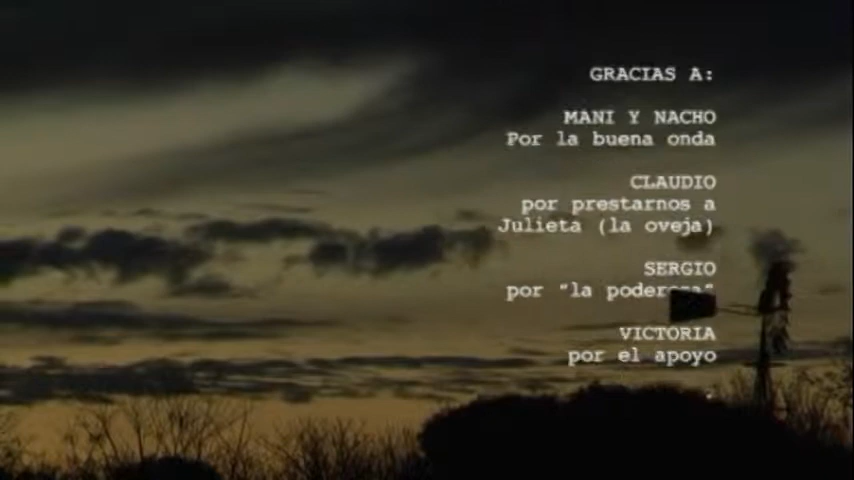 GRACIAS A:
MANI Y NACHO
Por la buena onda
CLAUDIO
por prestarnos a
Julieta (la oveja)
SERGIO
por "la poderosa"
VICTORIA
por el apoyo